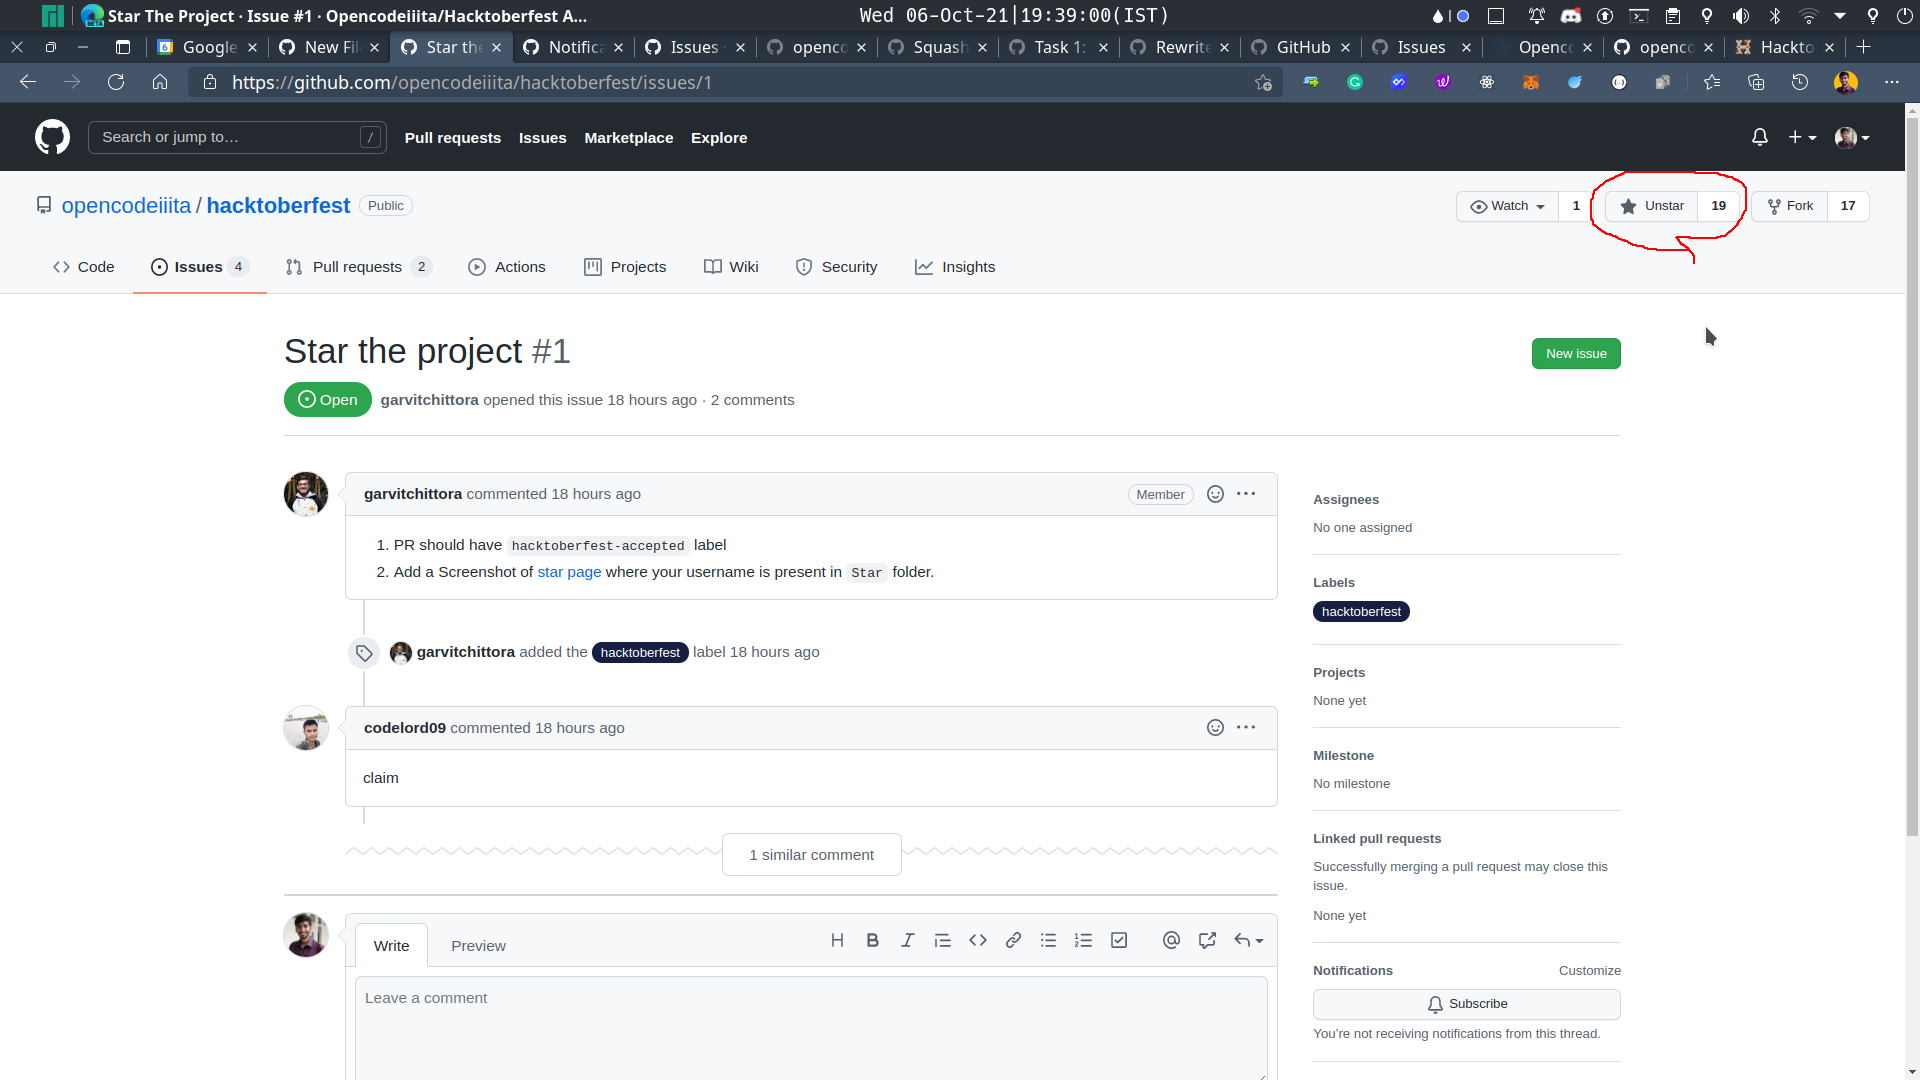 Star The Project · Issue #1 · Opencodeiiita/Hacktoberfest A...
Wed 06-Oct-21|19:39:00(IST)
Google
New Fil
Star the
Notifica
Issues
openco
Squash
Task 1:
Rewrite
GitHub
Issues
Openco
openco
Hackto
https://github.com/opencodeiiita/hacktoberfest/issues/1
Search or jump to…
/
Pull requests
Issues
Marketplace
Explore
opencodeiiita / hacktoberfest
Public
Watch
1
Unstar
19
Fork
17
Code
Issues 4
Pull requests 2
Actions
Projects
Wiki
Security
Insights
Star the project #1
New issue
Open
garvitchittora opened this issue 18 hours ago · 2 comments
garvitchittora commented 18 hours ago
Member
1. PR should have hacktoberfest-accepted label
2. Add a Screenshot of star page where your username is present in Star folder.
garvitchittora added the hacktoberfest label 18 hours ago
codelord09 commented 18 hours ago
claim
1 similar comment
Write
Preview
Leave a comment
Assignees
No one assigned
Labels
hacktoberfest
Projects
None yet
Milestone
No milestone
Linked pull requests
Successfully merging a pull request may close this
issue.
None yet
Notifications
Customize
Subscribe
You're not receiving notifications from this thread.